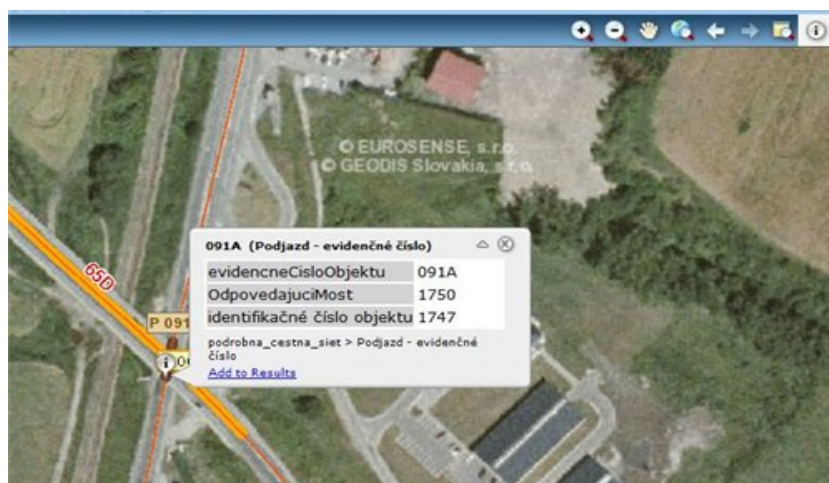 © EUROSENSE, s.r.o.
© GEODIS Slovakia, s.r.o.
091A (Podjazd - evidenčné číslo)
evidencneCisloObjektu 091A
OdpovedajuciMost 1750
identifikačné číslo objektu 1747
podrobna_cestna_siet > Podjazd - evidenčné
číslo
Add to Results
65D
P 091